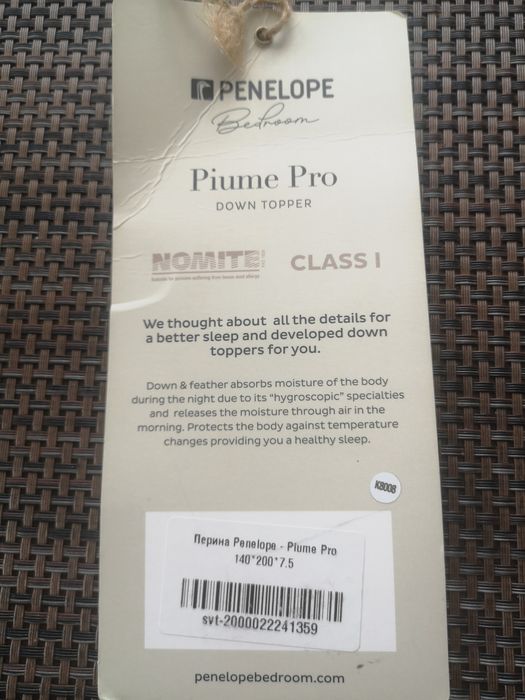 PENELOPE
Bedroom
Piume Pro
DOWN TOPPER
NOMITE CLASS I
We thought about all the details for
a better sleep and developed down
toppers for you.
Down & feather absorbs moisture of the body
during the night due to its "hygroscopic" specialties
and releases the moisture through air in the
morning. Protects the body against temperature
changes providing you a healthy sleep.
K8008
Перина Penelope - Piume Pro
140*200*7.5
svt-2000022241359
penelopebedroom.com